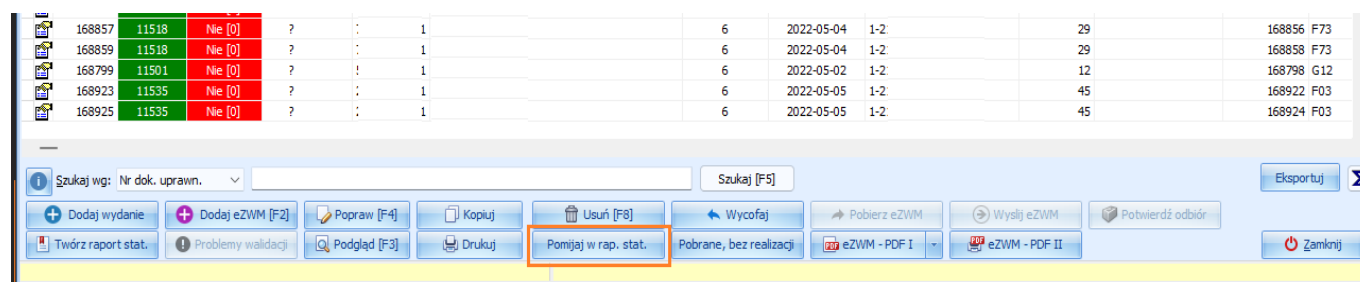 168857 11518 Nie [0] ? 1 6 2022-05-04 1-2 29 168856 F73
168859 11518 Nie [0] ? 1 6 2022-05-04 1-2 29 168858 F73
168799 11501 Nie [0] ? 1 6 2022-05-02 1-2 12 168798 G12
168923 11535 Nie [0] ? 1 6 2022-05-05 1-2 45 168922 F03
168925 11535 Nie [0] ? 1 6 2022-05-05 1-2 45 168924 F03
Szukaj wg: Nr dok. uprawn. Szukaj [F5] Eksportuj
Dodaj wydanie Dodaj eZWM [F2] Popraw [F4] Kopiuj Usuń [F8] Wycofaj Pobierz eZWM Wyslij eZWM Potwierdź odbiór
Twórz raport stat. Problemy walidacji Podgląd [F3] Drukuj Pomijaj w rap. stat. Pobrane, bez realizacji eZWM - PDF I eZWM - PDF II Zamknij